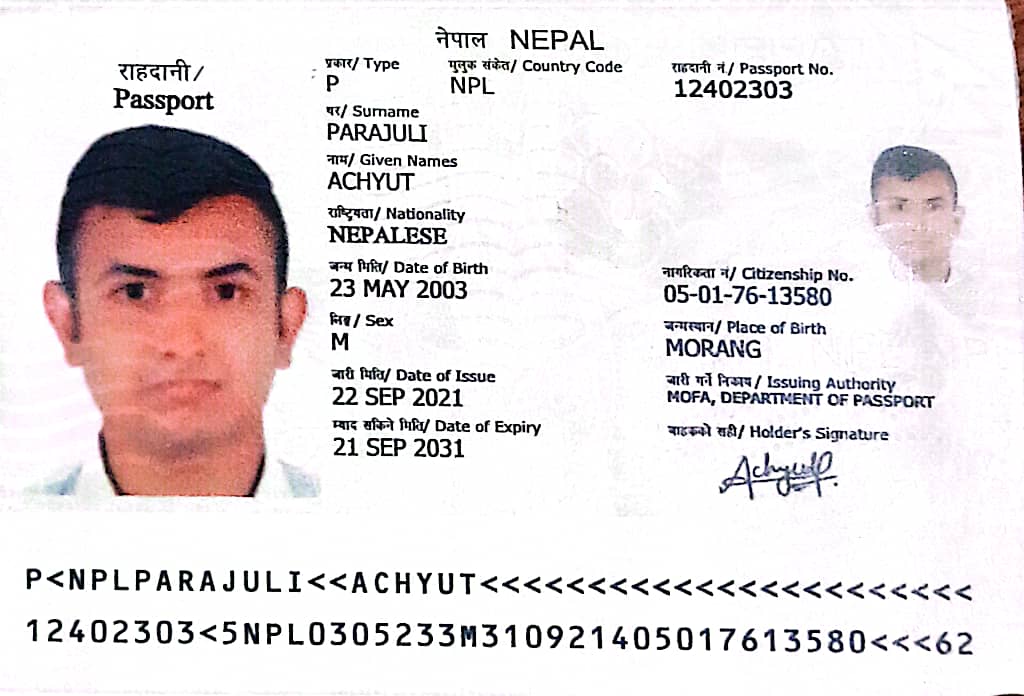 नेपाल NEPAL
राहदानी/
Passport
प्रकार/ Type
P
मुलुक संकेत/ Country Code
NPL
राहदानी नं./ Passport No.
12402303
थर/ Surname
PARAJULI
नाम/ Given Names
ACHYUT
राष्ट्रियता/ Nationality
NEPALESE
जन्म मिति/ Date of Birth
23 MAY 2003
नागरिकता नं/ Citizenship No.
05-01-76-13580
लिङ्ग/ Sex
M
जन्मस्थान/ Place of Birth
MORANG
जारी मिति/ Date of Issue
22 SEP 2021
जारी गर्ने निकाय/ Issuing Authority
MOFA, DEPARTMENT OF PASSPORT
म्याद सकिने मिति/ Date of Expiry
21 SEP 2031
बाहकको सही/ Holder's Signature
Achyut
P<NPLPARAJULI<<ACHYUT<<<<<<<<<<<<<<<<<<<<<<<
12402303<5NPL0305233M3109214050176​13580<<<62